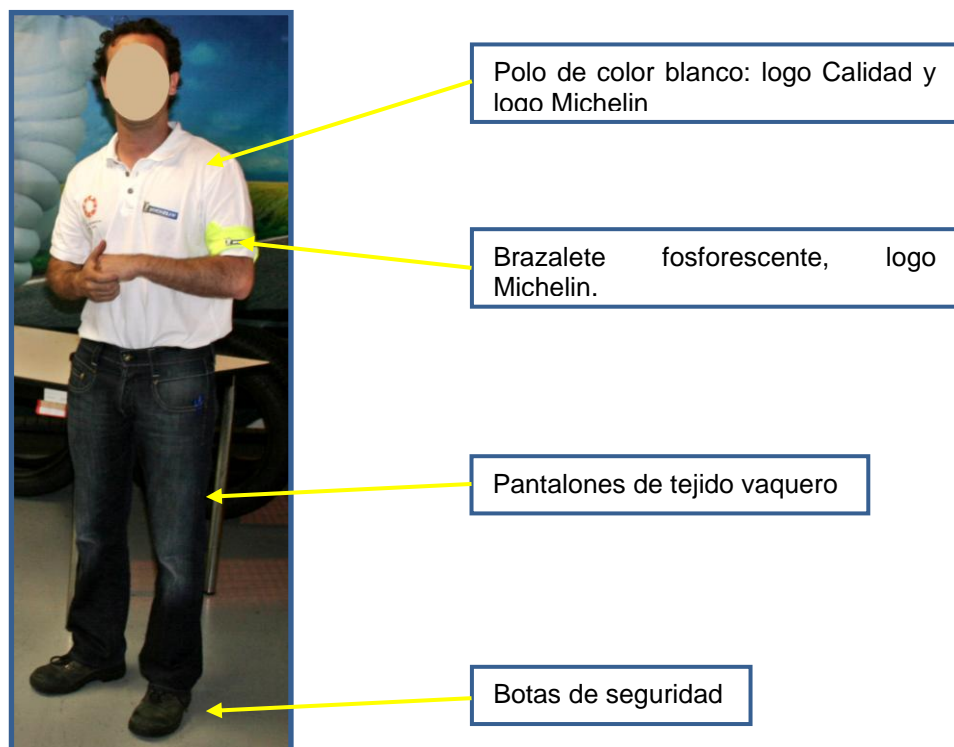 Polo de color blanco: logo Calidad y
logo Michelin
Brazalete fosforescente, logo
Michelin.
Pantalones de tejido vaquero
Botas de seguridad